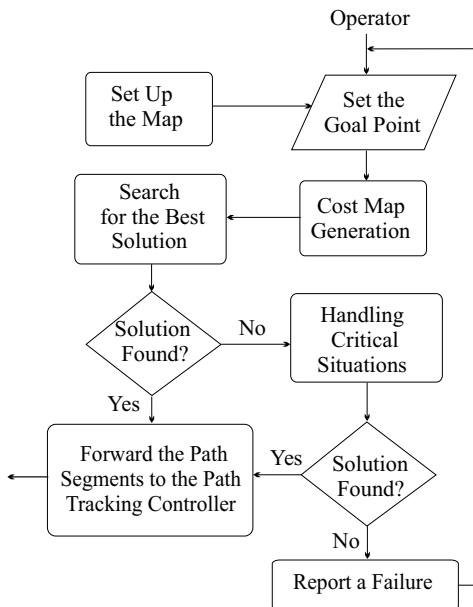 Operator
Set Up
the Map
Set the
Goal Point
Search
for the Best
Solution
Cost Map
Generation
Solution
Found?
No
Handling
Critical
Situations
Yes
Forward the Path
Segments to the Path
Tracking Controller
Yes
Solution
Found?
No
Report a Failure